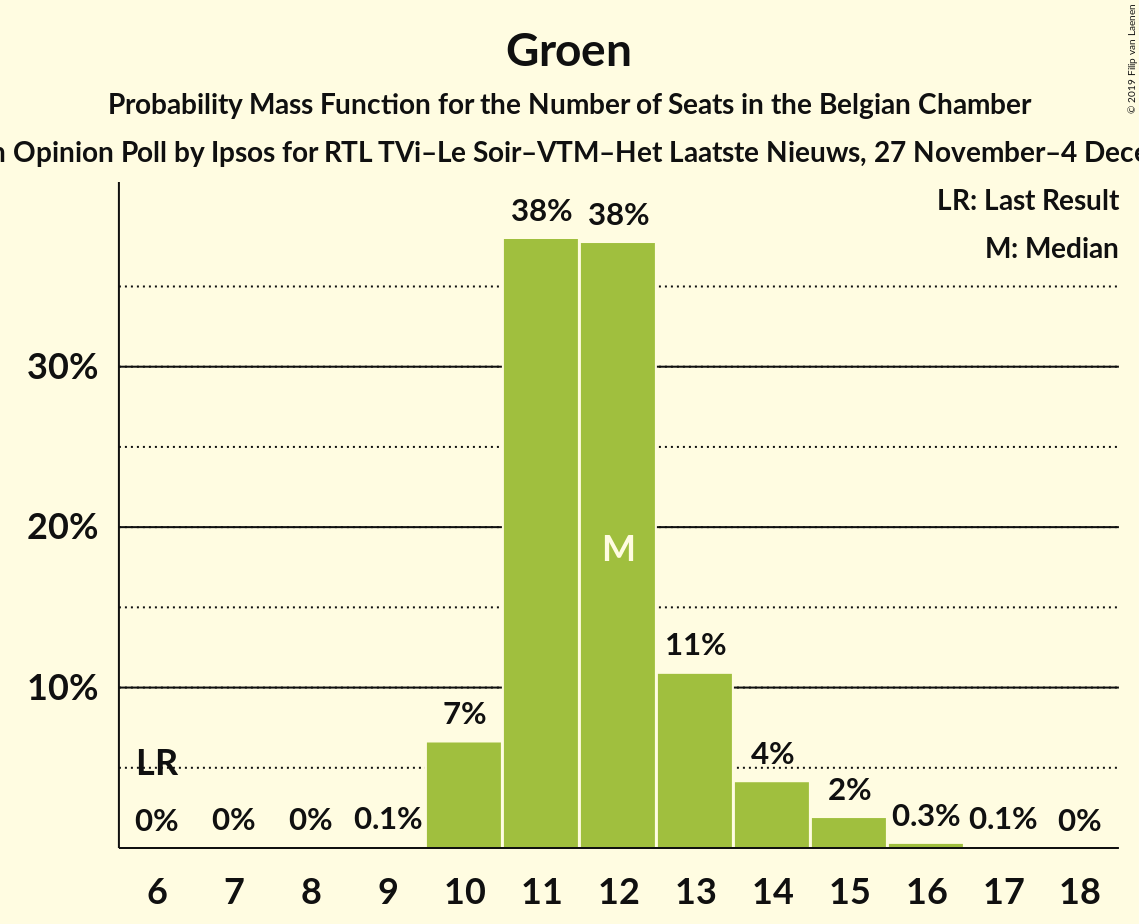 Groen
Probability Mass Function for the Number of Seats in the Belgian Chamber
Opinion Poll by Ipsos for RTL TVi–Le Soir–VTM–Het Laatste Nieuws, 27 November–4
© 2019 Filip van Laenen
LR: Last Result
M: Median
38% 38%
30%
20%
M
11%
10%
7%
LR
4%
2%
0% 0% 0% 0.1% 0.3% 0.1% 0%
6 7 8 9 10 11 12 13 14 15 16 17 18